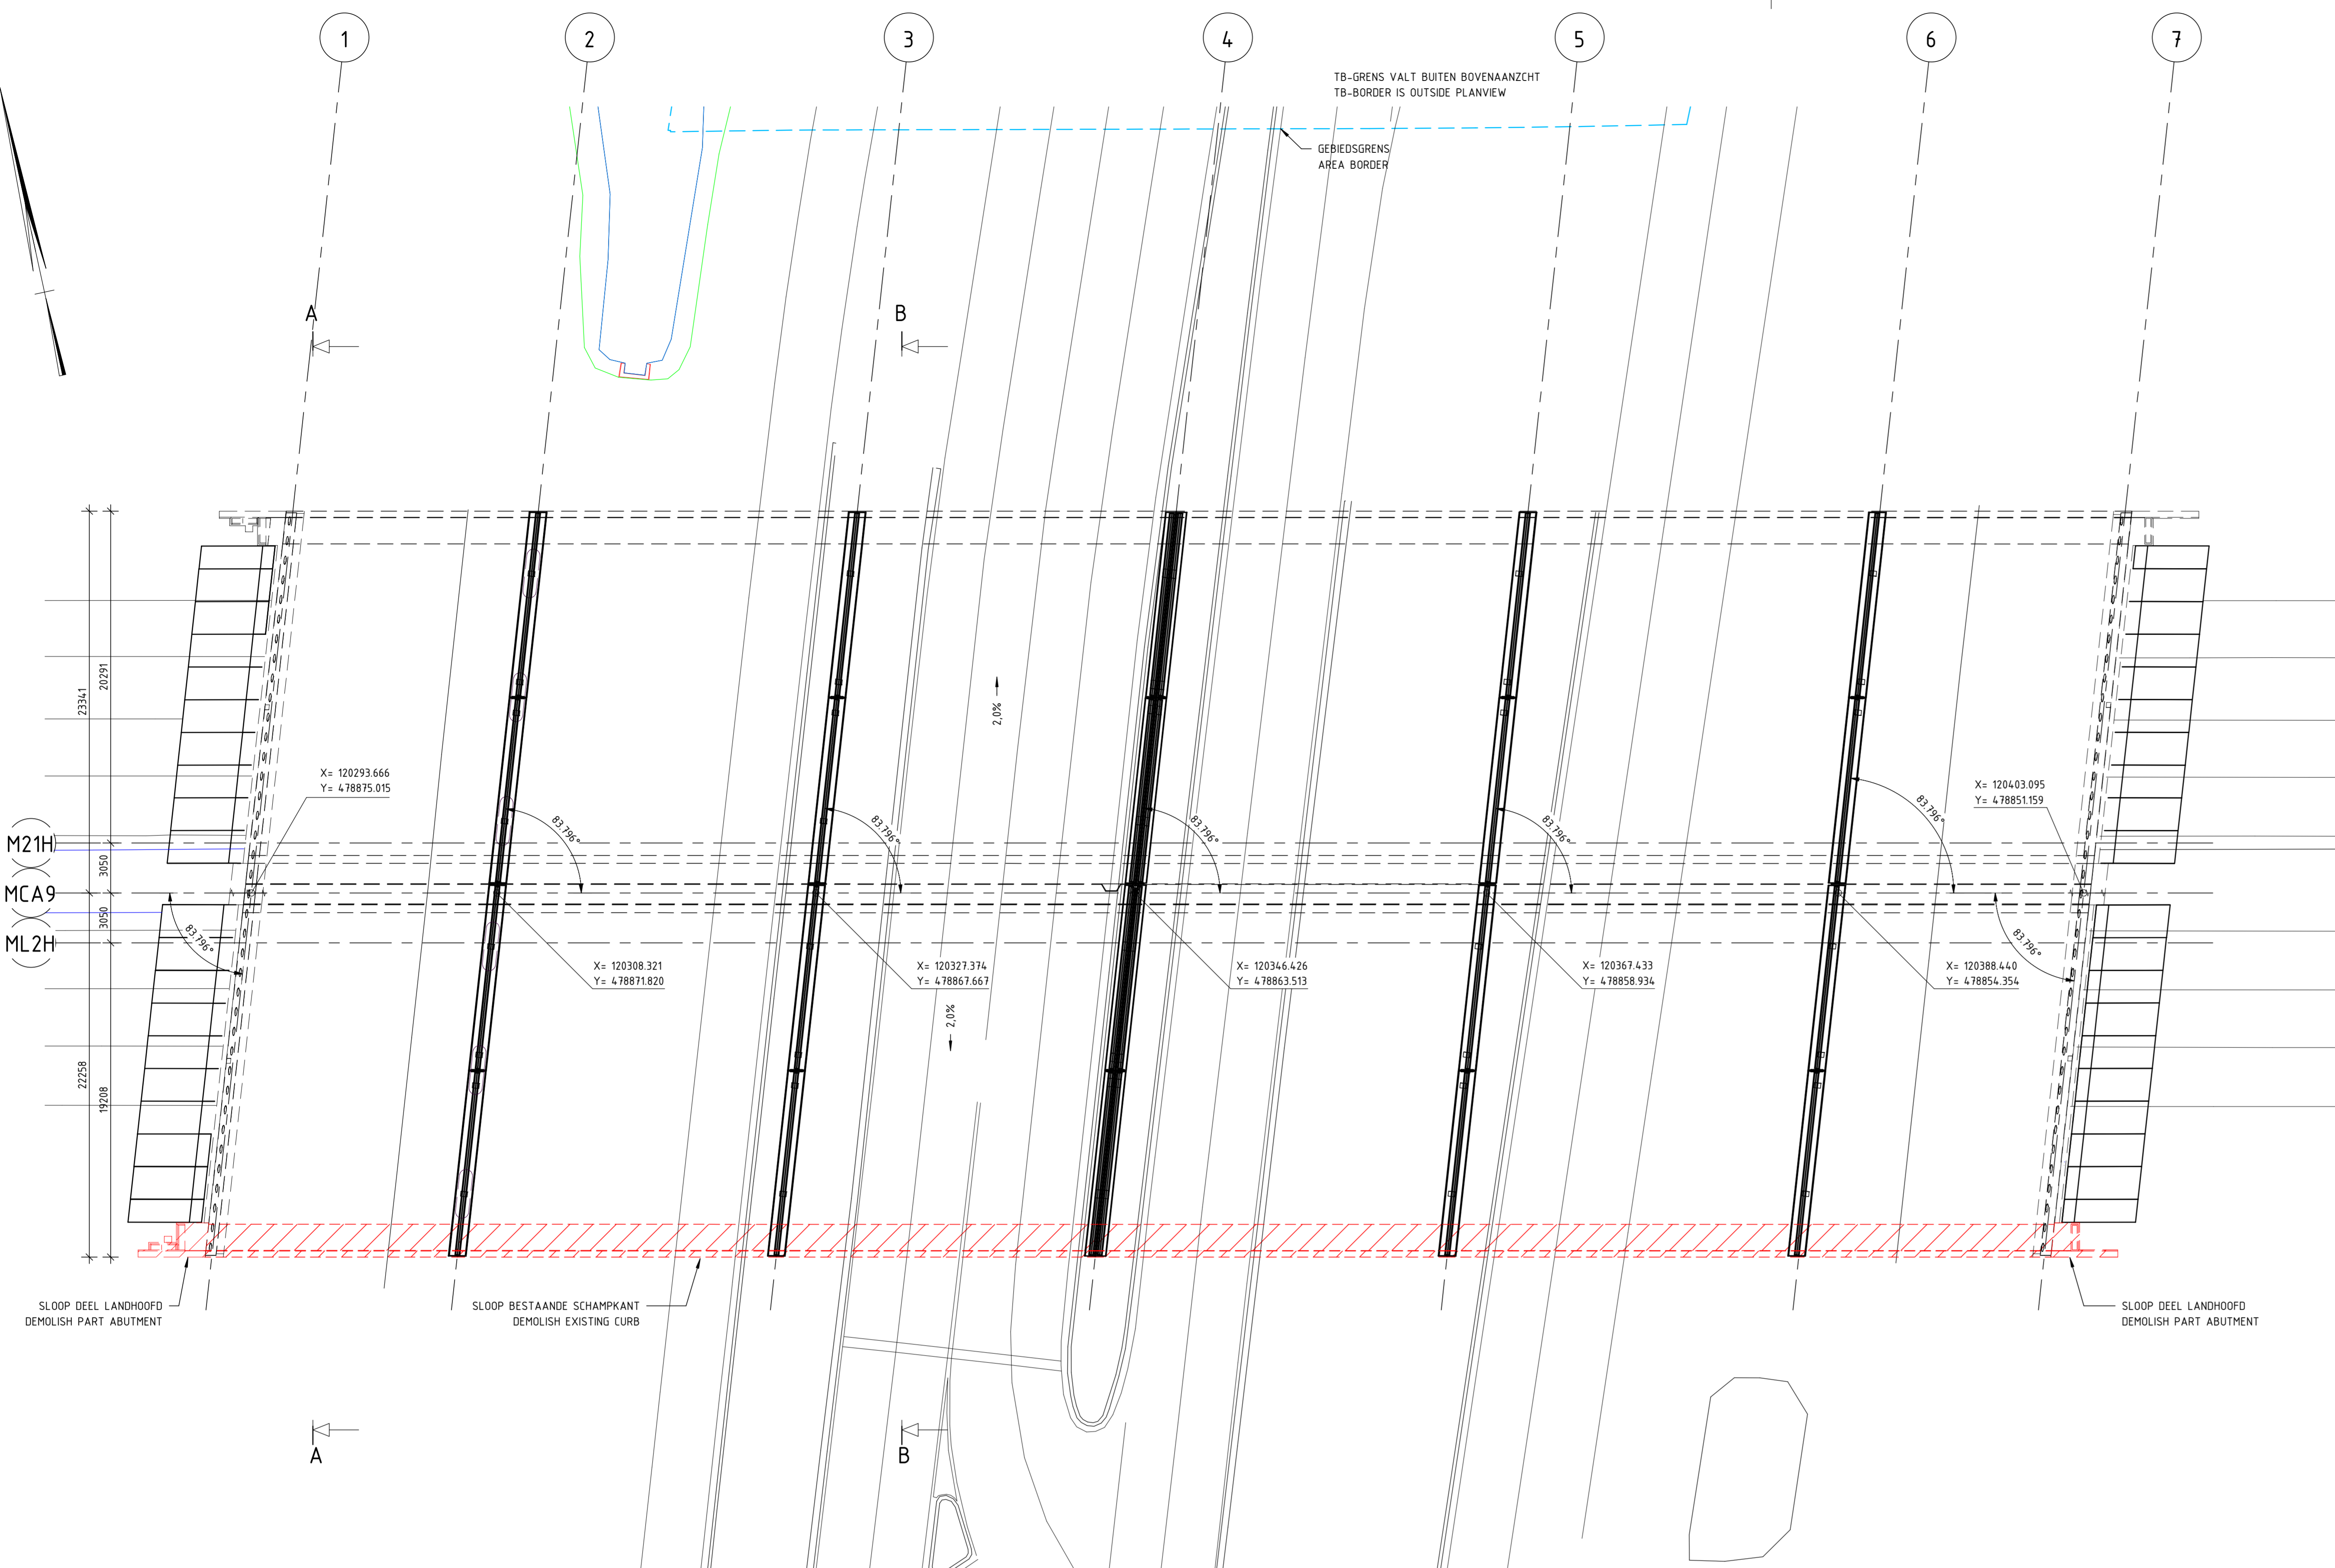 1
2
3
4
5
6
7
TB-GRENS VALT BUITEN BOVENAANZCHT
TB-BORDER IS OUTSIDE PLANVIEW
GEBIEDSGRENS
AREA BORDER
A
B
20291
23341
2,0%
X= 120293.666
Y= 478875.015
X= 120403.095
Y= 478851.159
83.796°
83.796°
83.796°
83.796°
83.796°
M21H
3050
MCA9
3050
ML2H
83.796°
83.796°
X= 120308.321
Y= 478871.820
X= 120327.374
Y= 478867.667
X= 120346.426
Y= 478863.513
X= 120367.433
Y= 478858.934
X= 120388.440
Y= 478854.354
2,0%
22258
19208
SLOOP DEEL LANDHOOFD
DEMOLISH PART ABUTMENT
SLOOP BESTAANDE SCHAMPKANT
DEMOLISH EXISTING CURB
SLOOP DEEL LANDHOOFD
DEMOLISH PART ABUTMENT
A
B